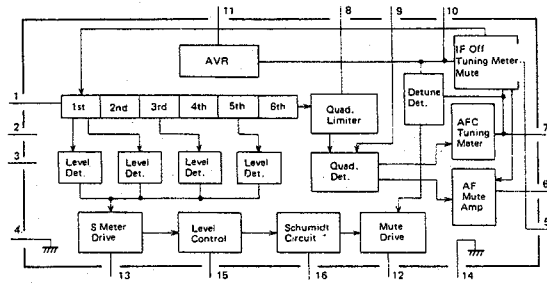 11
8
9
10
AVR
IF Off
Tuning Meter
Mute
Detune
Det.
1
1st 2nd 3rd 4th 5th 6th
Quad.
Limiter
AFC
Tuning
Meter
2
7
3
Level
Det.
Level
Det.
Level
Det.
Level
Det.
Quad.
Det.
AF
Mute
Amp
6
5
4
S Meter
Drive
Level
Control
Schumidt
Circuit
Mute
Drive
13
15
16
12
14